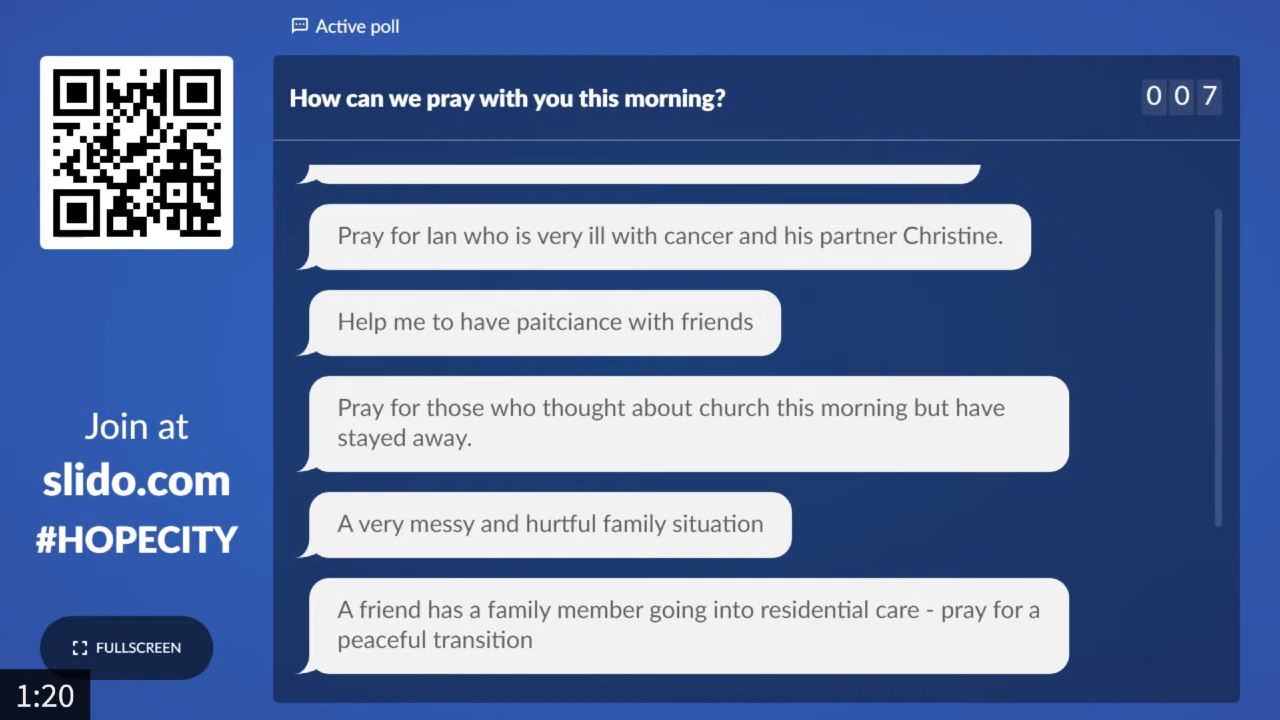 Active poll
How can we pray with you this morning?
007
Pray for Ian who is very ill with cancer and his partner Christine.
Help me to have paitciance with friends
Pray for those who thought about church this morning but have
stayed away.
A very messy and hurtful family situation
A friend has a family member going into residential care - pray for a
peaceful transition
Join at
slido.com
#HOPECITY
FULLSCREEN
1:20